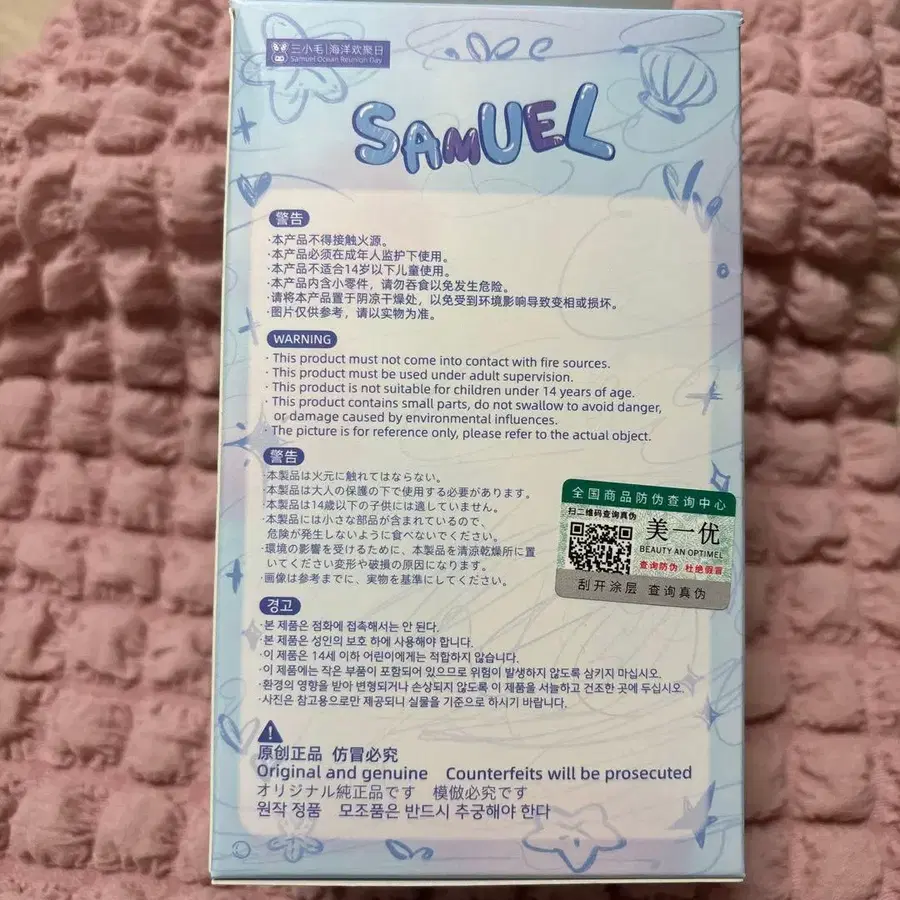 三小毛|海洋欢聚日
Samuel Ocean Reunion Day
SAMUEL
警告
·本产品不得接触火源。
·本产品必须在成年人监护下使用。
·本产品不适合14岁以下儿童使用。
·本产品内含小零件，请勿吞食以免发生危险。
·请将本产品置于阴凉干燥处，以免受到环境影响导致变相或损坏。
·图片仅供参考，请以实物为准。
WARNING
· This product must not come into contact with fire sources.
· This product must be used under adult supervision.
· This product is not suitable for children under 14 years of age.
· This product contains small parts, do not swallow to avoid danger,
or damage caused by environmental influences.
· The picture is for reference only, please refer to the actual object.
警告
·本製品は火元に触れてはならない。
·本製品は大人の保護の下で使用する必要があります。
·本製品は14歳以下の子供には適していません。
·本製品には小さな部品が含まれているので、
危険が発生しないように食べないでください。
·環境の影響を受けるために、本製品を清涼乾燥所に置
いてください変形や破損の原因になります。
·画像は参考までに、実物を基準にしてください。
全国商品防伪查询中心
扫二维码查询真伪
美一优
BEAUTY AN OPTIMEL
查询防伪 杜绝假冒
刮开涂层 查询真伪
경고
·본 제품은 점화에 접촉해서는 안 된다.
·본 제품은 성인의 보호 하에 사용해야 합니다.
·이 제품은 14세 이하 어린이에게는 적합하지 않습니다.
·이 제품에는 작은 부품이 포함되어 있으므로 위험이 발생하지 않도록 삼키지 마십시오.
·환경의 영향을 받아 변형되거나 손상되지 않도록 이 제품을 서늘하고 건조한 곳에 두십시오.
·사진은 참고용으로만 제공되니 실물을 기준으로 하시기 바랍니다.
原创正品 仿冒必究
Original and genuine Counterfeits will be prosecuted
オリジナル純正品です 模倣必究です
원작 정품 모조품은 반드시 추궁해야 한다